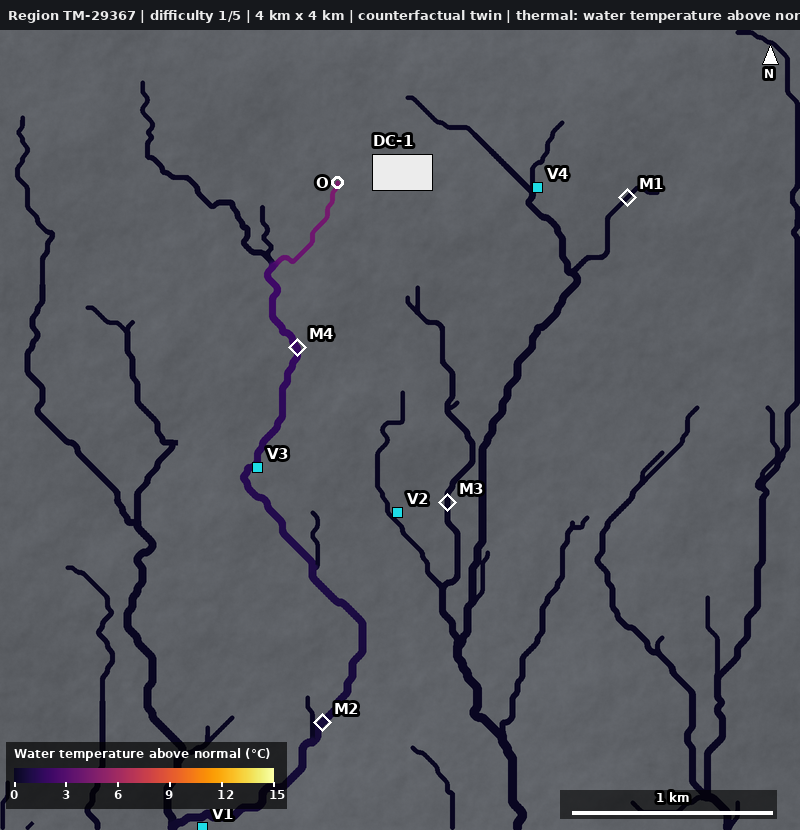 Region TM-29367 | difficulty 1/5 | 4 km x 4 km | counterfactual twin | thermal: water temperature above nor
N
DC-1
O
V4
M1
M4
V3
V2
M3
M2
Water temperature above normal (°C)
0 3 6 9 12 15
V1
1 km